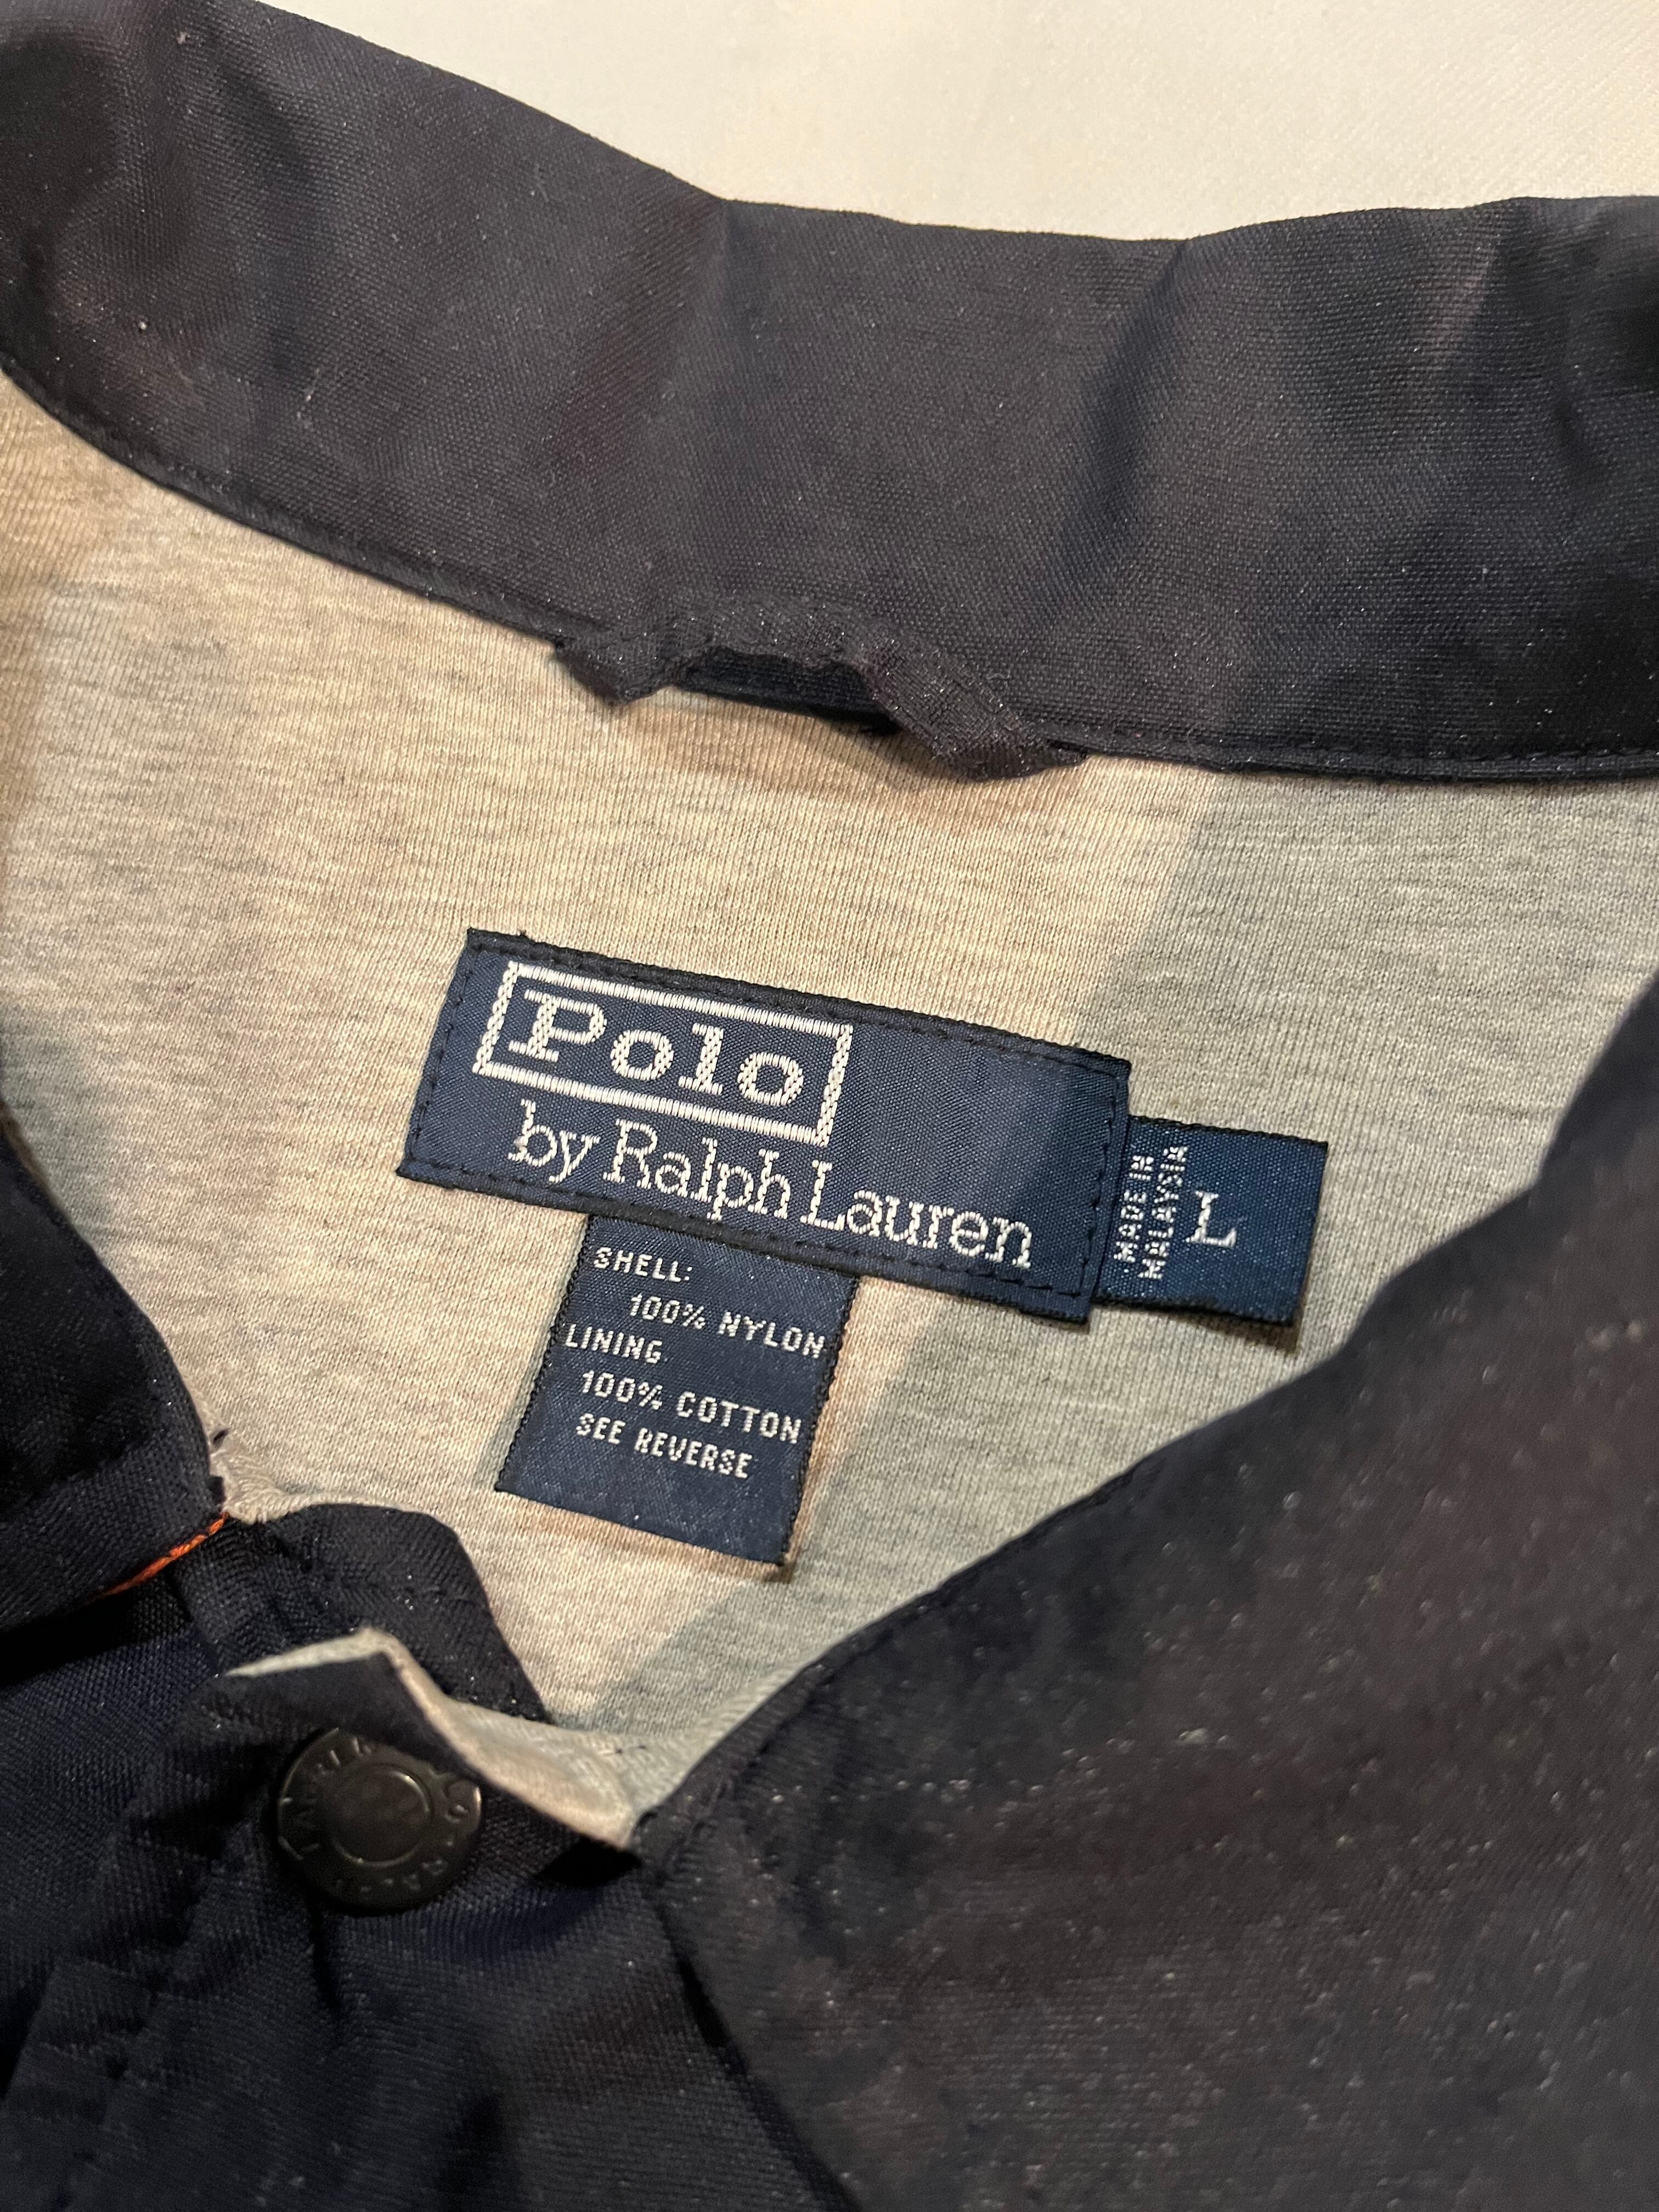 Polo
by Ralph Lauren
MADE IN
MALAYSIA
L
SHELL:
100% NYLON
LINING
100% COTTON
SEE REVERSE